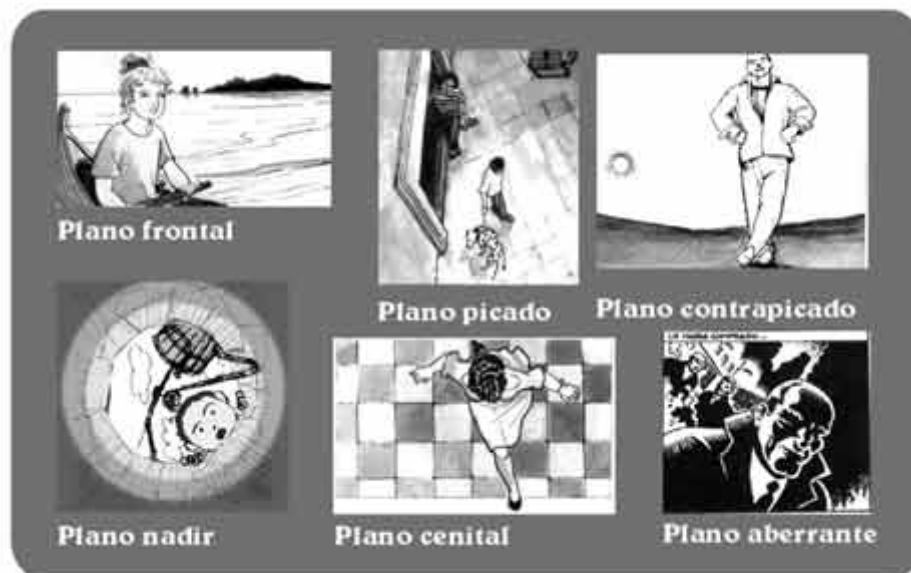 Plano frontal
Plano picado
Plano contrapicado
Plano nadir
Plano cenital
Plano aberrante